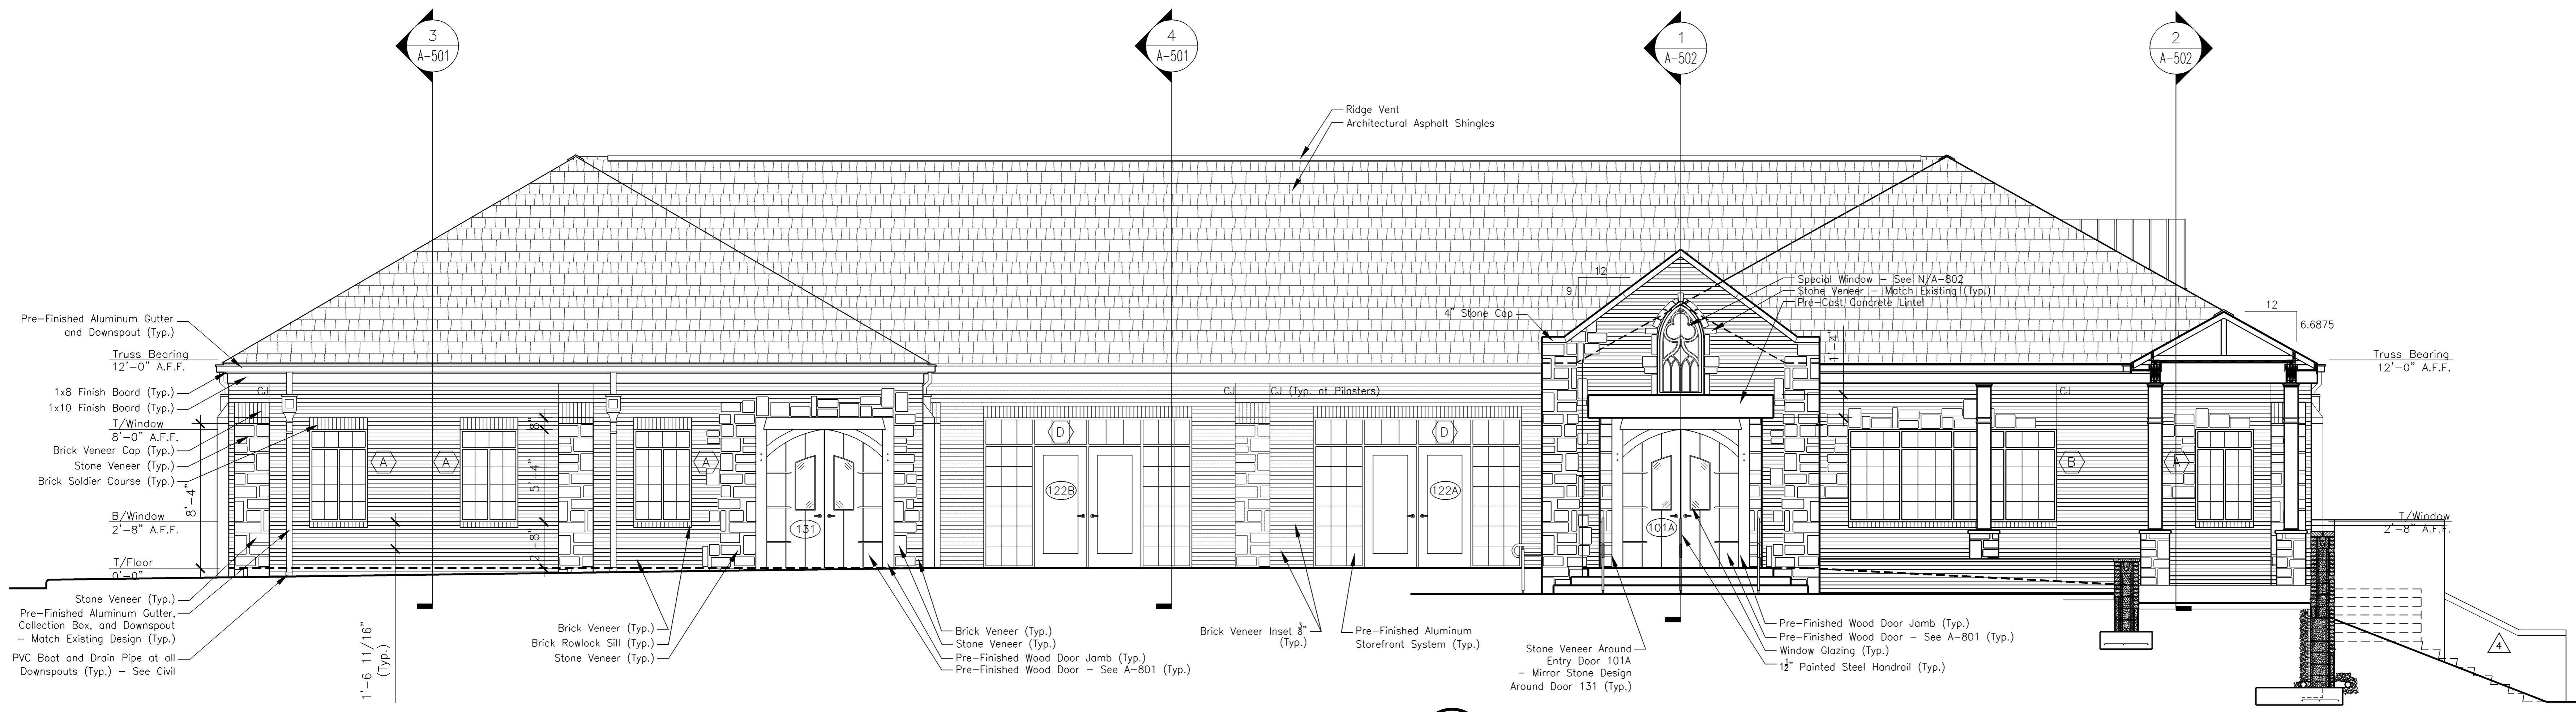 3
A-501
4
A-501
1
A-502
2
A-502
Ridge Vent
Architectural Asphalt Shingles
12
9
Special Window - See N/A-802
Stone Veneer - Match Existing (Typ.)
Pre-Cast Concrete Lintel
4" Stone Cap
1'-4"
12
6.6875
Pre-Finished Aluminum Gutter
and Downspout (Typ.)
Truss Bearing
12'-0" A.F.F.
1x8 Finish Board (Typ.)
1x10 Finish Board (Typ.)
T/Window
8'-0" A.F.F.
Brick Veneer Cap (Typ.)
Stone Veneer (Typ.)
Brick Soldier Course (Typ.)
8'-4"
B/Window
2'-8" A.F.F.
T/Floor
0'-0"
Stone Veneer (Typ.)
Pre-Finished Aluminum Gutter,
Collection Box, and Downspout
- Match Existing Design (Typ.)
PVC Boot and Drain Pipe at all
Downspouts (Typ.) - See Civil
CJ
A
A
A
8"
5'-4"
2'-8"
1'-6 11/16"
(Typ.)
131
Brick Veneer (Typ.)
Brick Rowlock Sill (Typ.)
Stone Veneer (Typ.)
Brick Veneer (Typ.)
Stone Veneer (Typ.)
Pre-Finished Wood Door Jamb (Typ.)
Pre-Finished Wood Door - See A-801 (Typ.)
CJ
CJ (Typ. at Pilasters)
D
D
122B
122A
Brick Veneer Inset 3/8"
(Typ.)
Pre-Finished Aluminum
Storefront System (Typ.)
101A
Stone Veneer Around
Entry Door 101A
- Mirror Stone Design
Around Door 131 (Typ.)
Pre-Finished Wood Door Jamb (Typ.)
Pre-Finished Wood Door - See A-801 (Typ.)
Window Glazing (Typ.)
1½" Painted Steel Handrail (Typ.)
CJ
B
A
Truss Bearing
12'-0" A.F.F.
T/Window
2'-8" A.F.F.
4